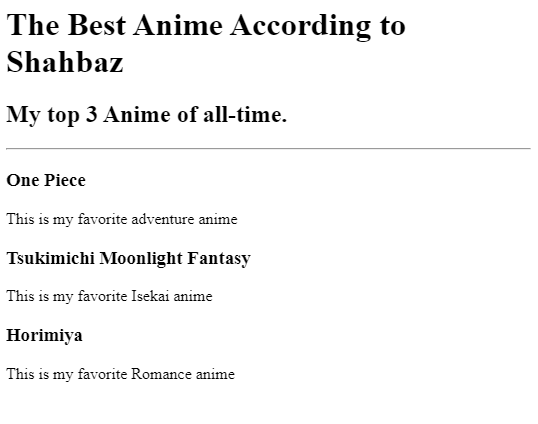 The Best Anime According to
Shahbaz
My top 3 Anime of all-time.
One Piece
This is my favorite adventure anime
Tsukimichi Moonlight Fantasy
This is my favorite Isekai anime
Horimiya
This is my favorite Romance anime